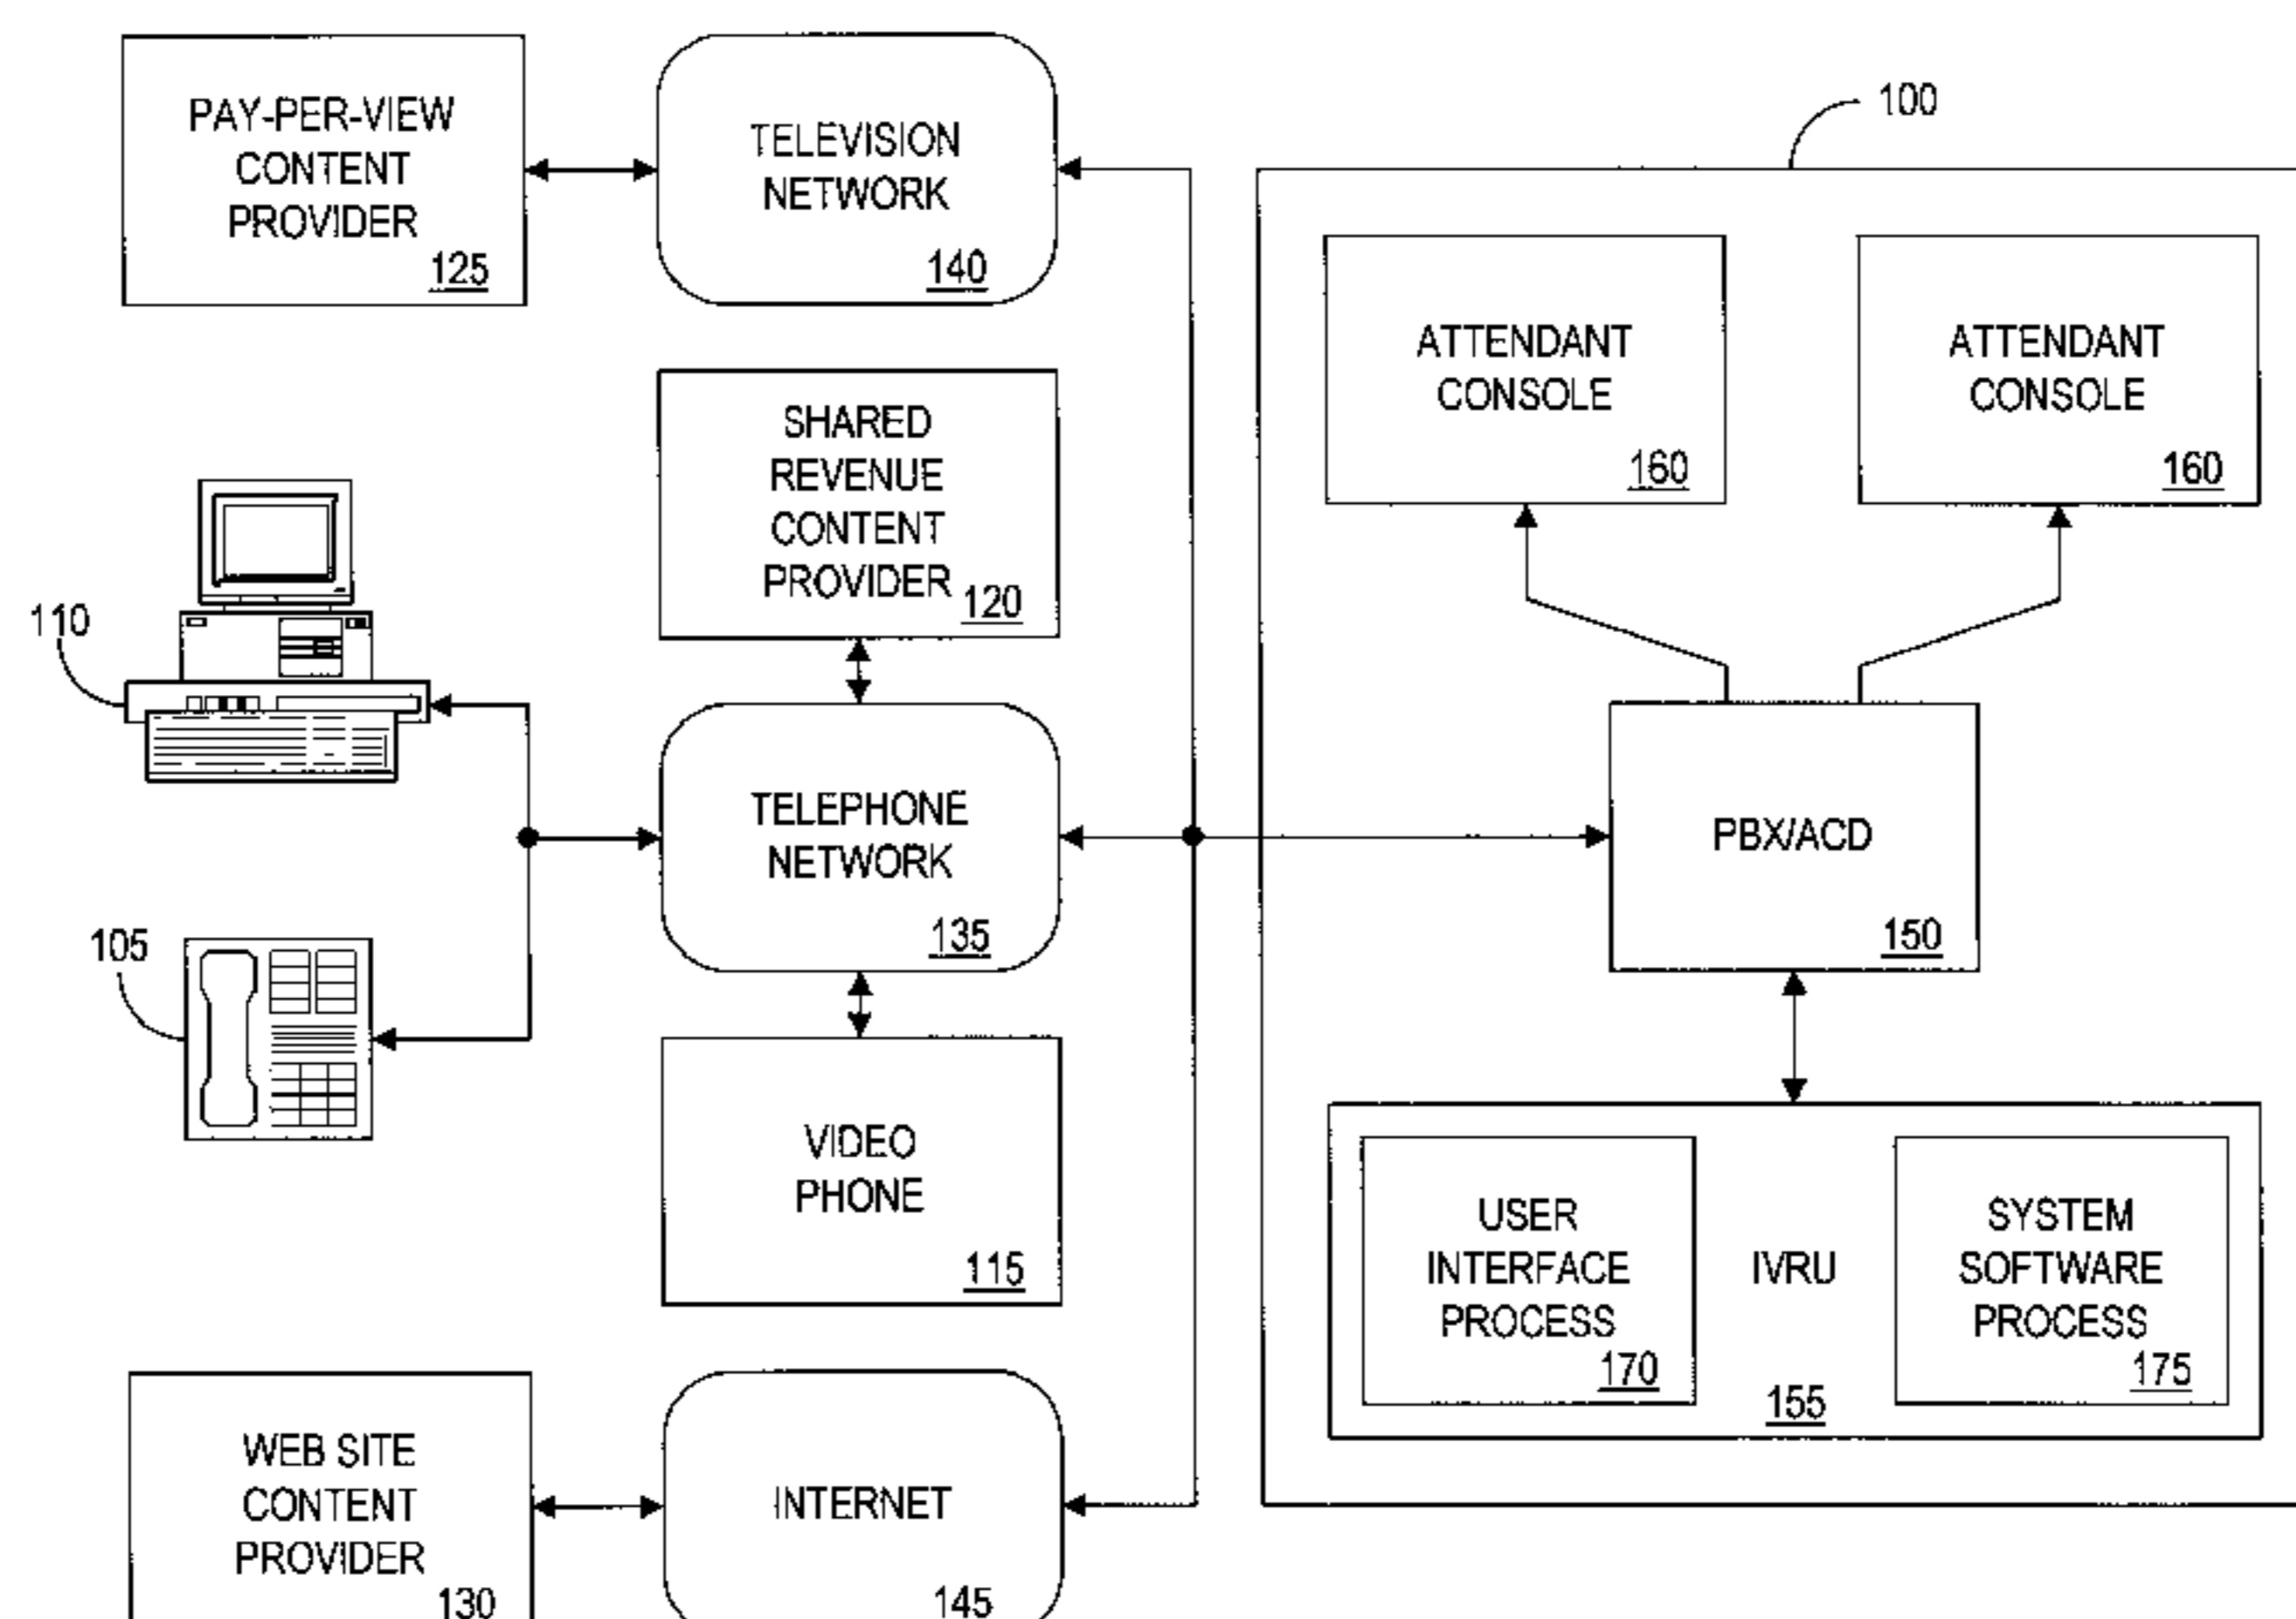 PAY-PER-VIEW
CONTENT
PROVIDER
125
TELEVISION
NETWORK
140
100
ATTENDANT
CONSOLE
160
ATTENDANT
CONSOLE
160
SHARED
REVENUE
CONTENT
PROVIDER
120
110
TELEPHONE
NETWORK
135
PBX/ACD
150
105
VIDEO
PHONE
115
USER
INTERFACE
PROCESS
170
IVRU
155
SYSTEM
SOFTWARE
PROCESS
175
WEB SITE
CONTENT
PROVIDER
130
INTERNET
145